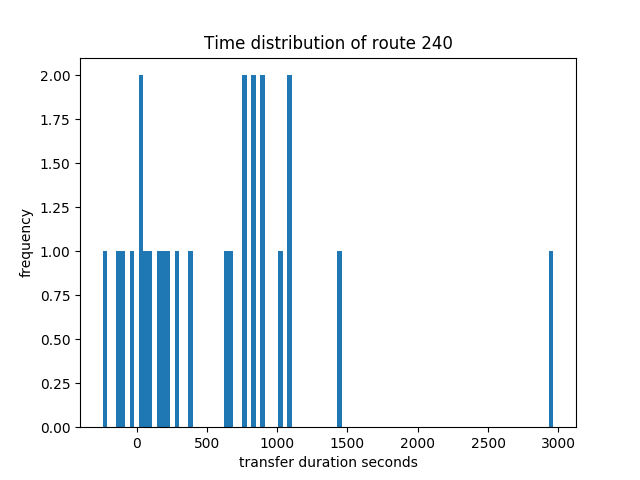 Time distribution of route 240
2.00
1.75
1.50
1.25
1.00
0.75
0.50
0.25
0.00
frequency
0 500 1000 1500 2000 2500 3000
transfer duration seconds